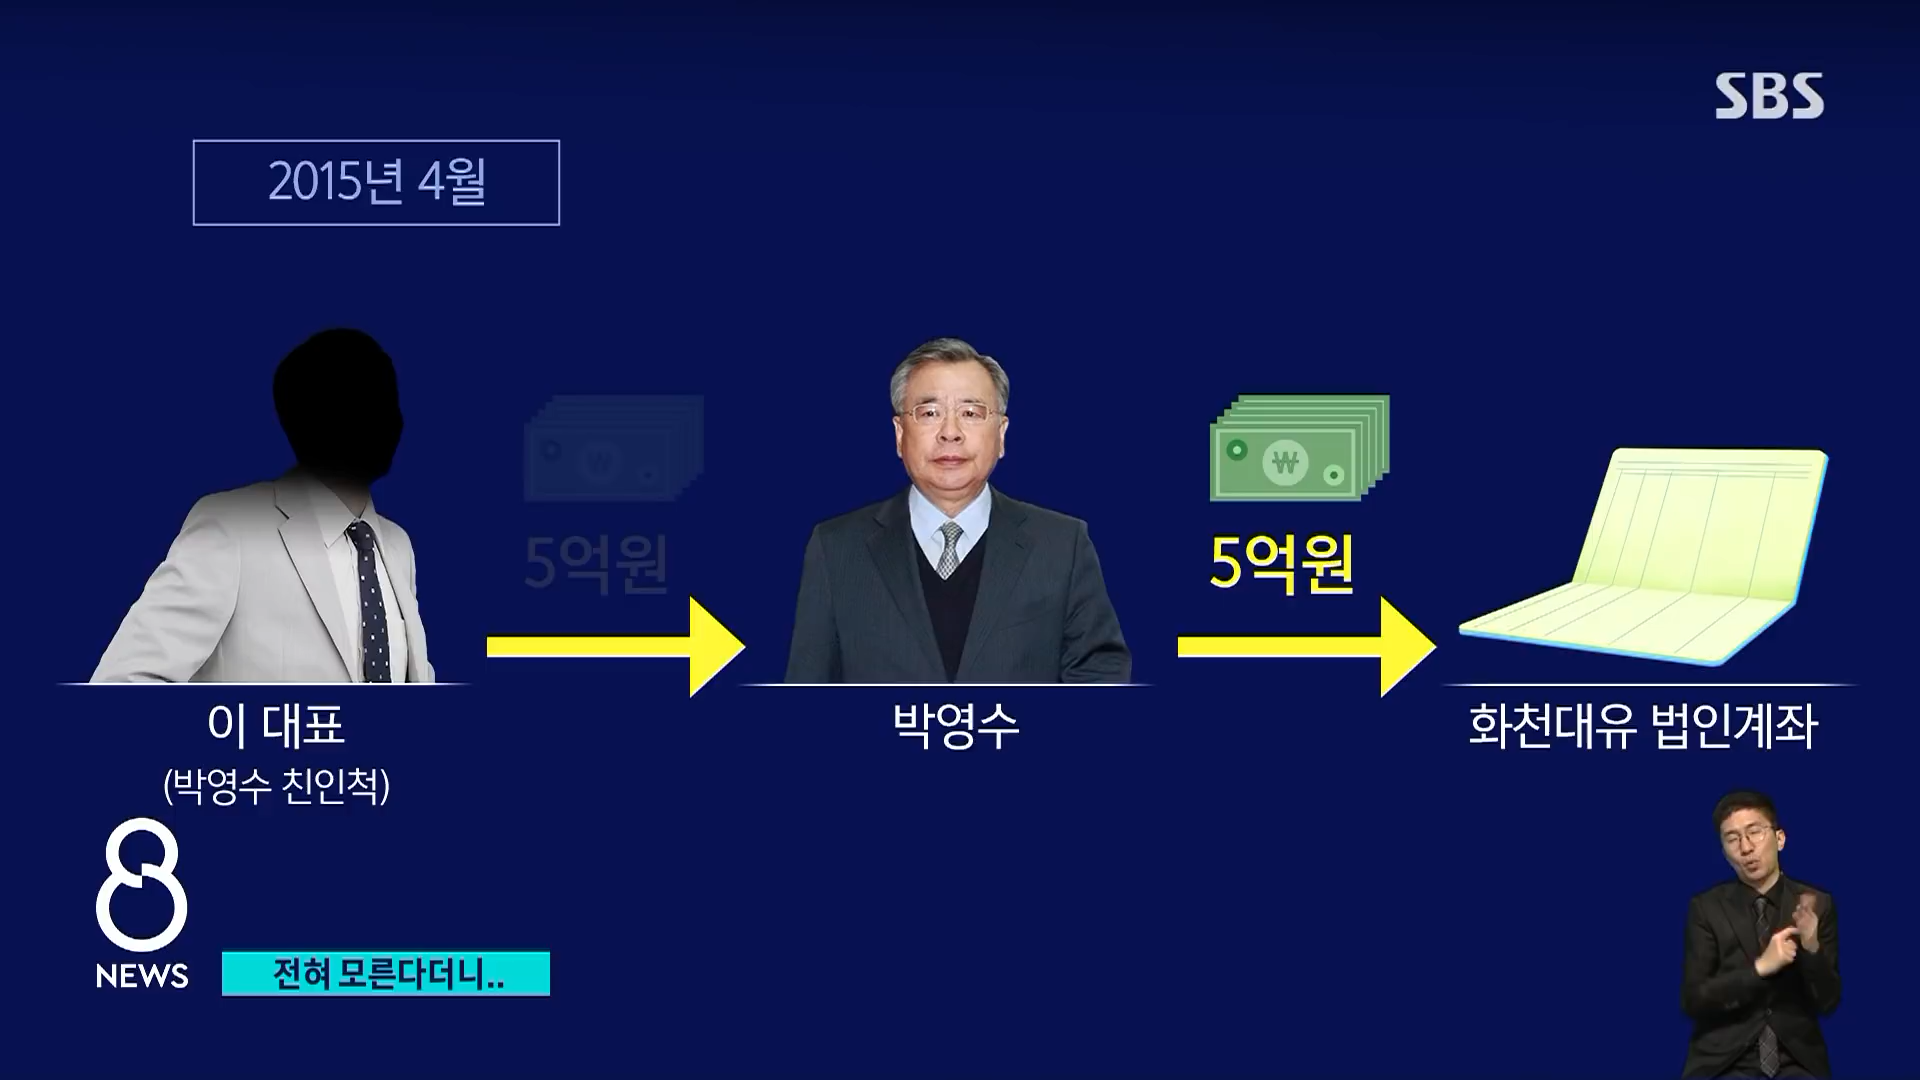 SBS
2015년 4월
5억원
5억원
이 대표
(박영수 친인척)
박영수
화천대유 법인계좌
8
NEWS
전혀 모른다더니..